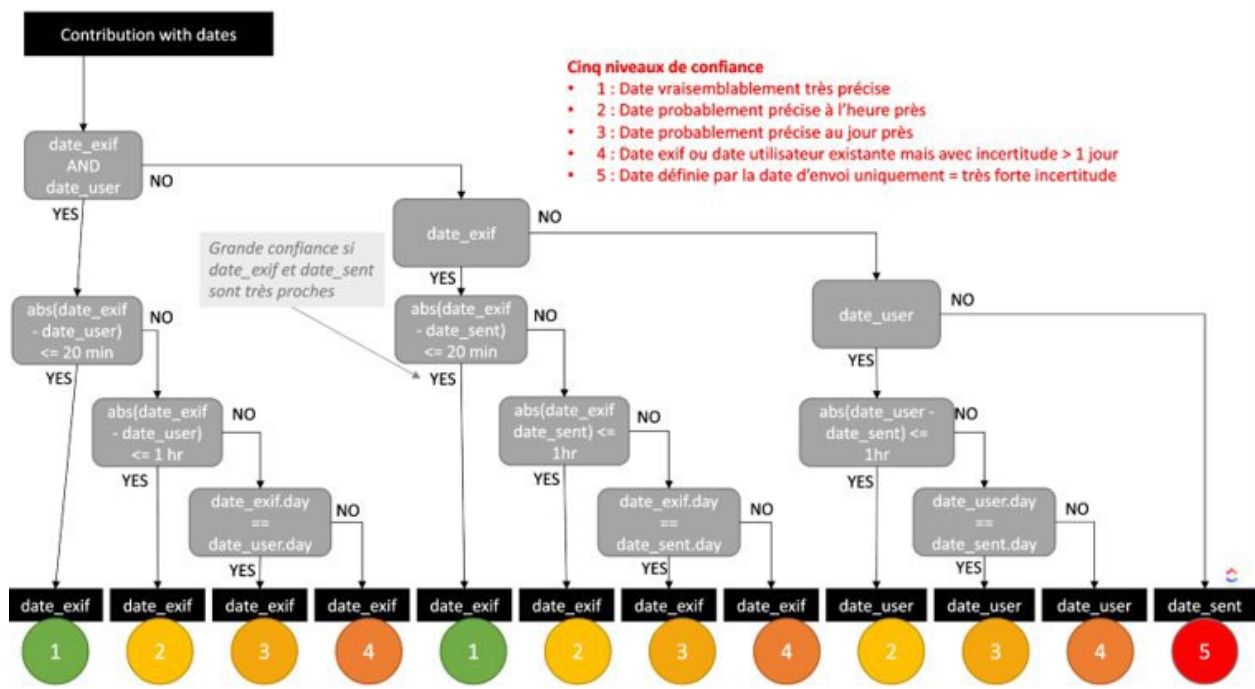 Contribution with dates
Cinq niveaux de confiance
• 1 : Date vraisemblablement très précise
• 2 : Date probablement précise à l'heure près
• 3 : Date probablement précise au jour près
• 4 : Date exif ou date utilisateur existante mais avec incertitude > 1 jour
• 5 : Date définie par la date d'envoi uniquement = très forte incertitude
date_exif
AND
date_user
NO
YES
date_exif
NO
YES
Grande confiance si
date_exif et date_sent
sont très proches
date_user
NO
YES
abs(date_exif
- date_user)
<= 20 min
NO
YES
abs(date_exif
- date_sent)
<= 20 min
NO
YES
abs(date_exif
- date_user)
<= 1 hr
NO
YES
abs(date_exif
date_sent) <=
1hr
NO
YES
abs(date_user -
date_sent) <=
1hr
NO
YES
date_exif.day
==
date_user.day
NO
YES
date_exif.day
==
date_sent.day
NO
YES
date_user.day
==
date_sent.day
NO
YES
date_exif
date_exif
date_exif
date_exif
date_exif
date_exif
date_exif
date_exif
date_user
date_user
date_user
date_sent
1
2
3
4
1
2
3
4
2
3
4
5